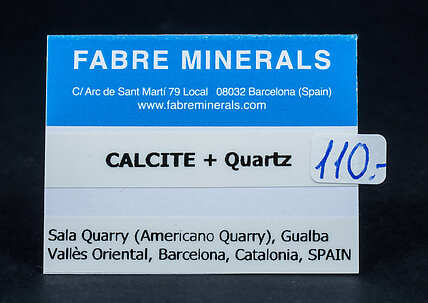 FABRE MINERALS
C/ Arc de Sant Martí 79 Local 08032 Barcelona (Spain)
www.fabreminerals.com
CALCITE + Quartz
110.-
Sala Quarry (Americano Quarry), Gualba
Vallès Oriental, Barcelona, Catalonia, SPAIN